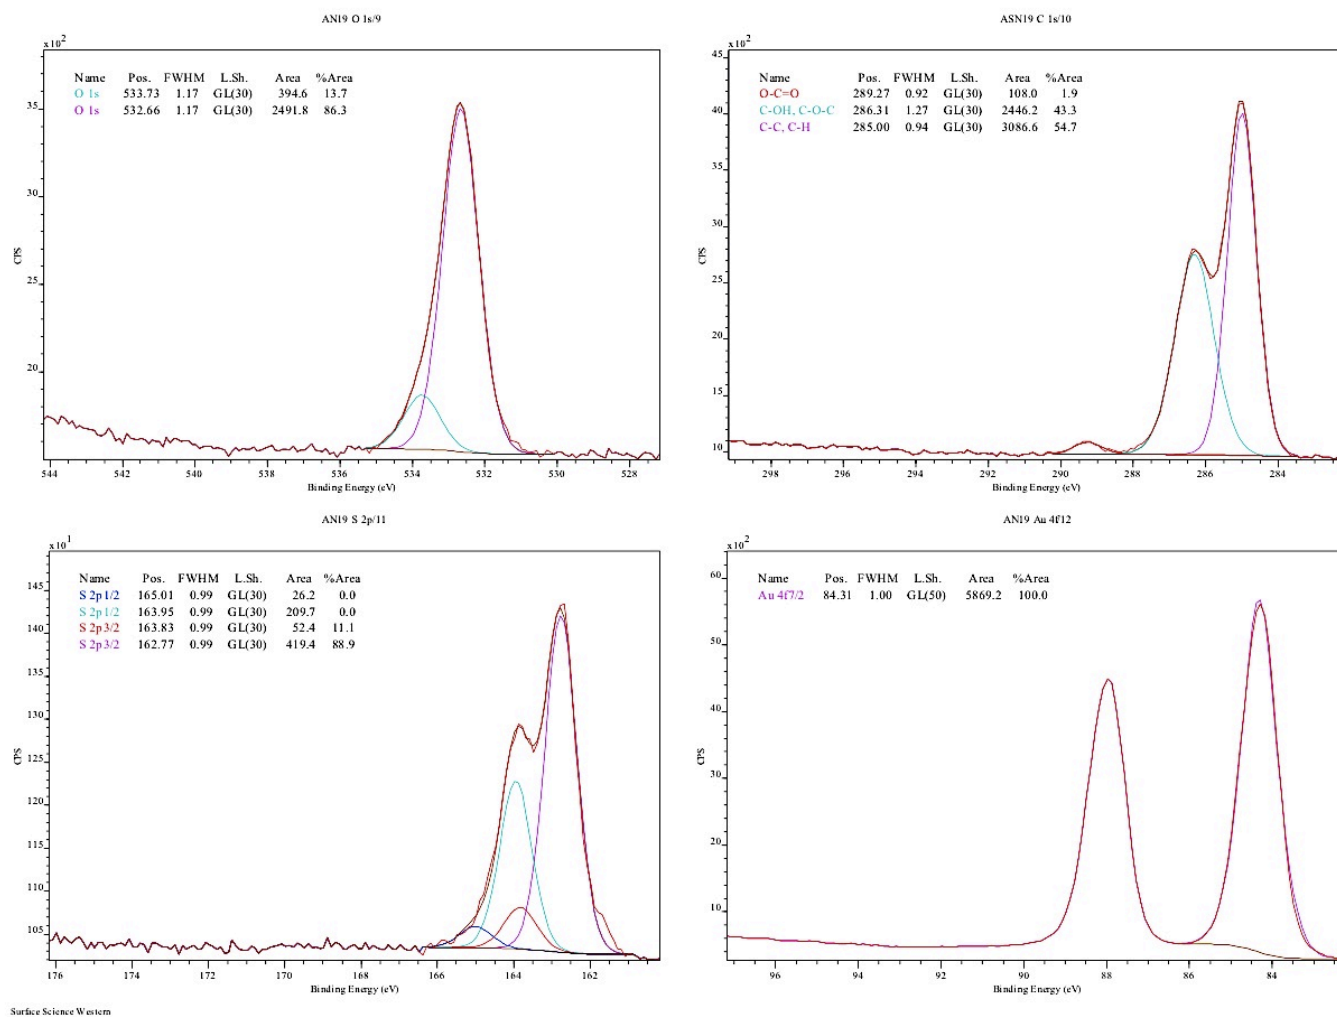 AN19 O 1s/9
x10²
Name Pos. FWHM L.Sh. Area %Area
O 1s 533.73 1.17 GL(30) 394.6 13.7
O 1s 532.66 1.17 GL(30) 2491.8 86.3
35
30
25
20
CPS
544 542 540 538 536 534 532 530 528
Binding Energy (eV)
ASN19 C 1s/10
x10²
Name Pos. FWHM L.Sh. Area %Area
O-C=O 289.27 0.92 GL(30) 108.0 1.9
C-OH, C-O-C 286.31 1.27 GL(30) 2446.2 43.3
C-C, C-H 285.00 0.94 GL(30) 3086.6 54.7
45
40
35
30
25
20
15
10
CPS
298 296 294 292 290 288 286 284
Binding Energy (eV)
AN19 S 2p/11
x10¹
Name Pos. FWHM L.Sh. Area %Area
S 2p1/2 165.01 0.99 GL(30) 26.2 0.0
S 2p1/2 163.95 0.99 GL(30) 209.7 0.0
S 2p3/2 163.83 0.99 GL(30) 52.4 11.1
S 2p3/2 162.77 0.99 GL(30) 419.4 88.9
145
140
135
130
125
120
115
110
105
CPS
176 174 172 170 168 166 164 162
Binding Energy (eV)
AN19 Au 4f/12
x10²
Name Pos. FWHM L.Sh. Area %Area
Au 4f7/2 84.31 1.00 GL(50) 5869.2 100.0
60
50
40
30
20
10
CPS
96 94 92 90 88 86 84
Binding Energy (eV)
Surface Science Western